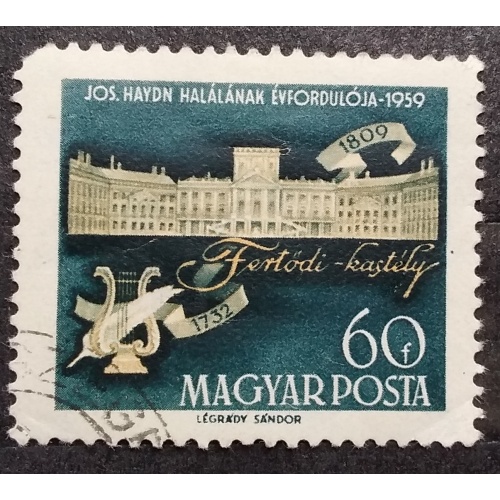 JOS. HAYDN HALÁLÁNAK ÉVFORDULÓJA-1959
1809
Fertődi-kastély
1732
60f
MAGYAR POSTA
LÉGRÁDY SÁNDOR